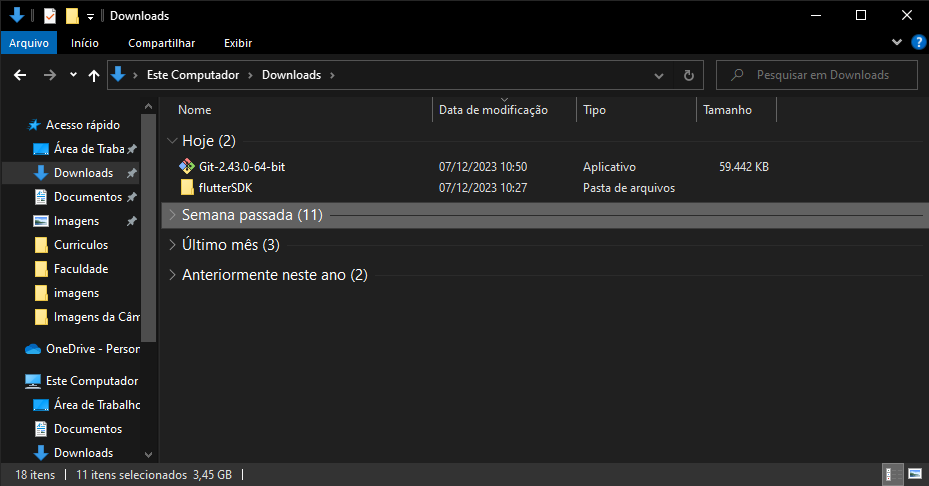 Downloads
Arquivo Início Compartilhar Exibir
Este Computador Downloads Pesquisar em Downloads
Nome Data de modificação Tipo Tamanho
Acesso rápido
Área de Traba
Downloads
Documentos
Imagens
Curriculos
Faculdade
imagens
Imagens da Câm
OneDrive - Person
Este Computador
Área de Trabalho
Documentos
Downloads
Hoje (2)
Git-2.43.0-64-bit 07/12/2023 10:50 Aplicativo 59.442 KB
flutterSDK 07/12/2023 10:27 Pasta de arquivos
Semana passada (11)
Último mês (3)
Anteriormente neste ano (2)
18 itens 11 itens selecionados 3,45 GB